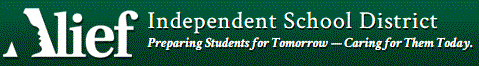 Alief Independent School District
Preparing Students for Tomorrow — Caring for Them Today.